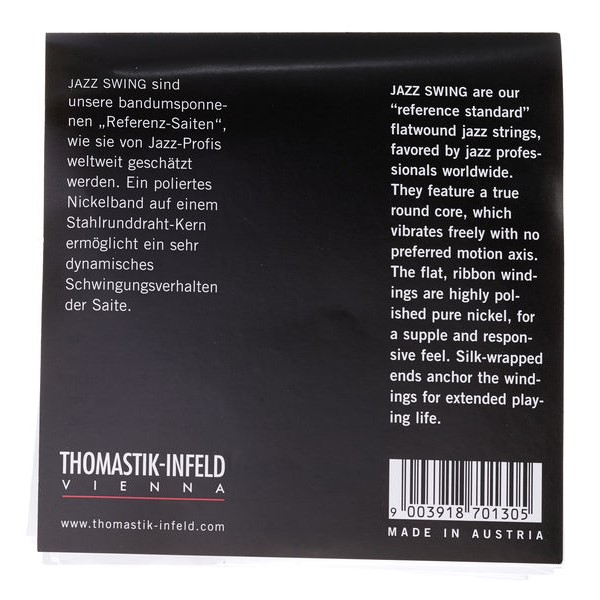 JAZZ SWING sind
unsere bandumsponne-
nen „Referenz-Saiten“,
wie sie von Jazz-Profis
weltweit geschätzt
werden. Ein poliertes
Nickelband auf einem
Stahlrunddraht-Kern
ermöglicht ein sehr
dynamisches
Schwingungsverhalten
der Saite.
JAZZ SWING are our
“reference standard”
flatwound jazz strings,
favored by jazz profes-
sionals worldwide.
They feature a true
round core, which
vibrates freely with no
preferred motion axis.
The flat, ribbon wind-
ings are highly pol-
ished pure nickel, for
a supple and respon-
sive feel. Silk-wrapped
ends anchor the wind-
ings for extended play-
ing life.
THOMASTIK-INFELD
VIENNA
www.thomastik-infeld.com
9 003918 701305
MADE IN AUSTRIA